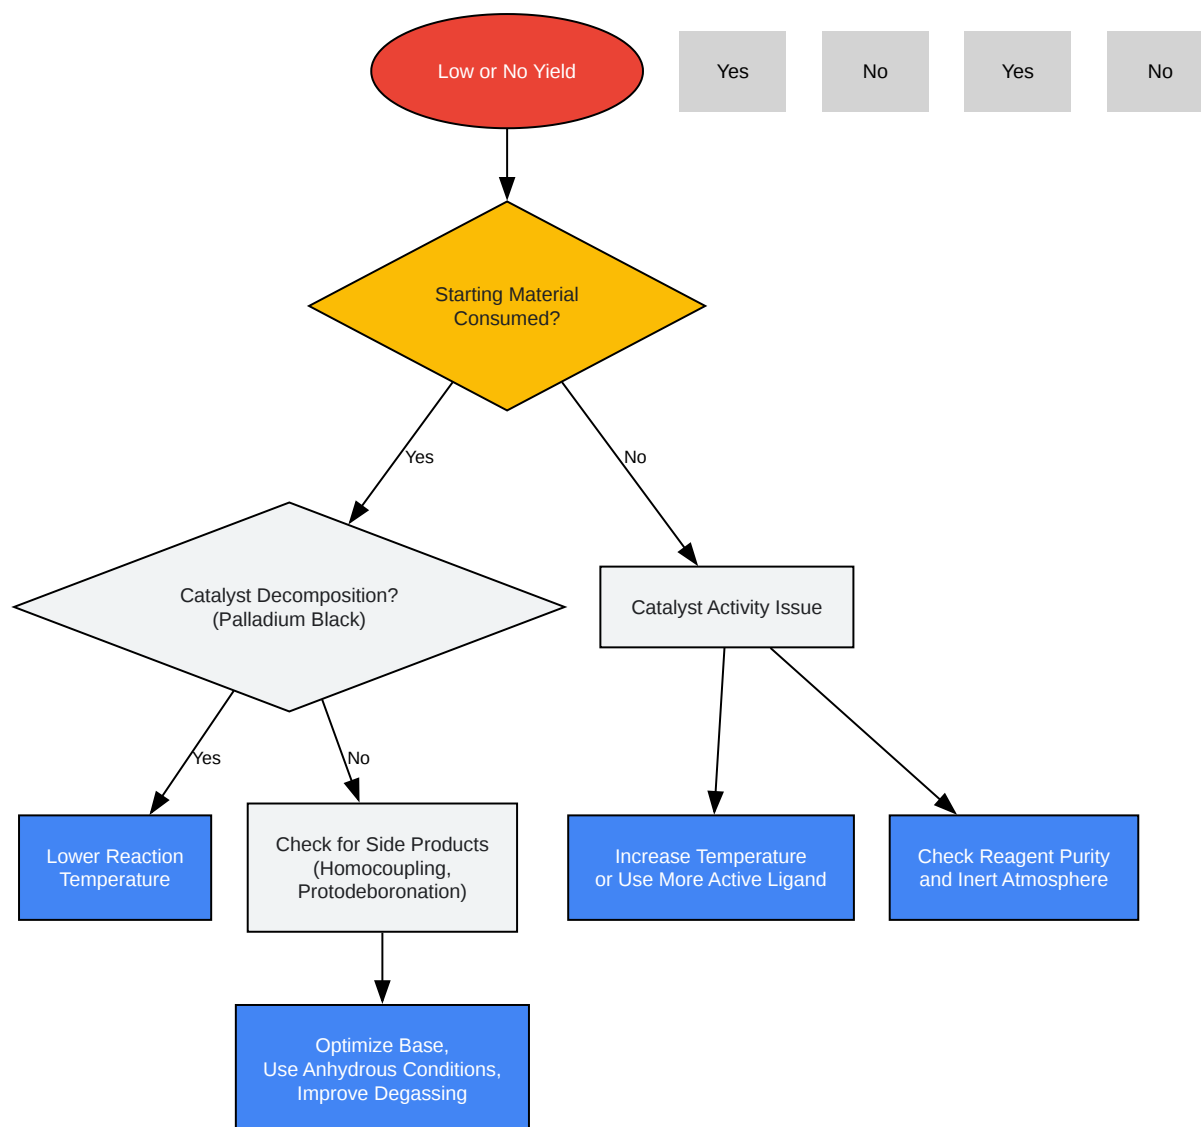 Low or No Yield
Yes
No
Yes
No
Starting Material
Consumed?
Yes
No
Catalyst Decomposition?
(Palladium Black)
Catalyst Activity Issue
Yes
No
Lower Reaction
Temperature
Check for Side Products
(Homocoupling,
Protodeboronation)
Increase Temperature
or Use More Active Ligand
Check Reagent Purity
and Inert Atmosphere
Optimize Base,
Use Anhydrous Conditions,
Improve Degassing